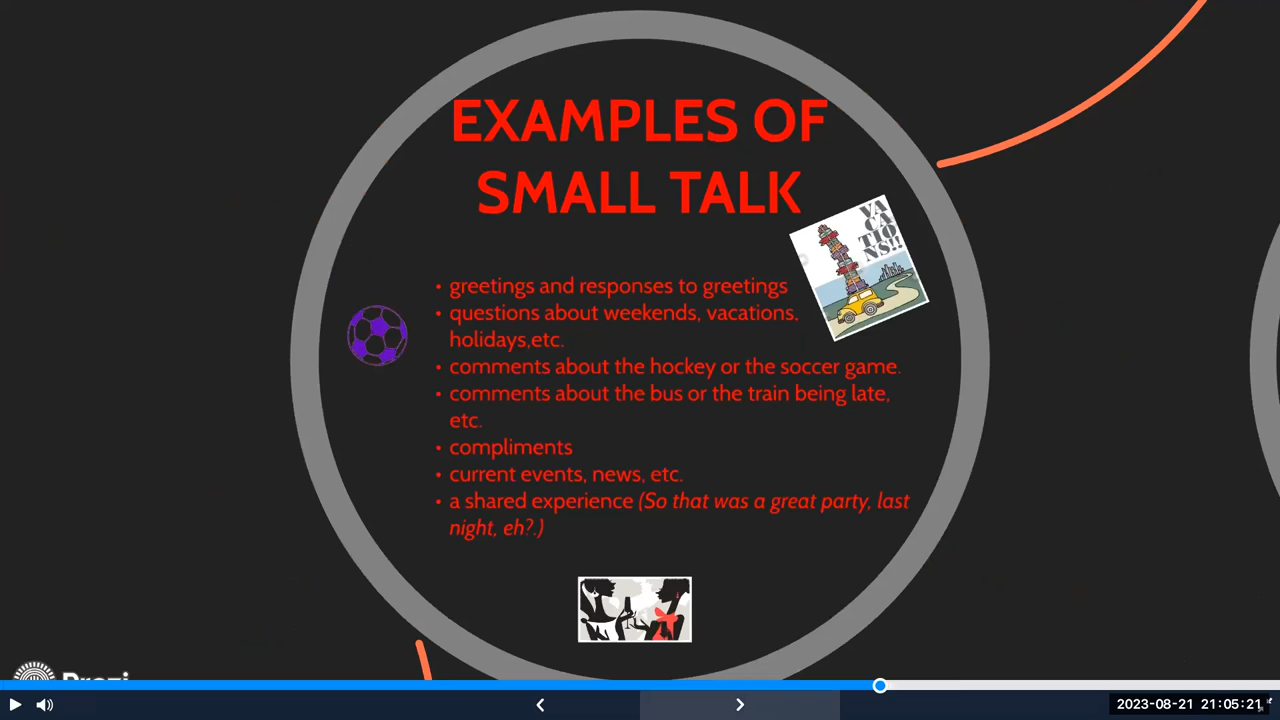 EXAMPLES OF
SMALL TALK
VA
CA
TIO
NS!!
• greetings and responses to greetings
• questions about weekends, vacations,
holidays,etc.
• comments about the hockey or the soccer game.
• comments about the bus or the train being late,
etc.
• compliments
• current events, news, etc.
• a shared experience (So that was a great party, last
night, eh?.)
Prezi
2023-08-21 21:05:21